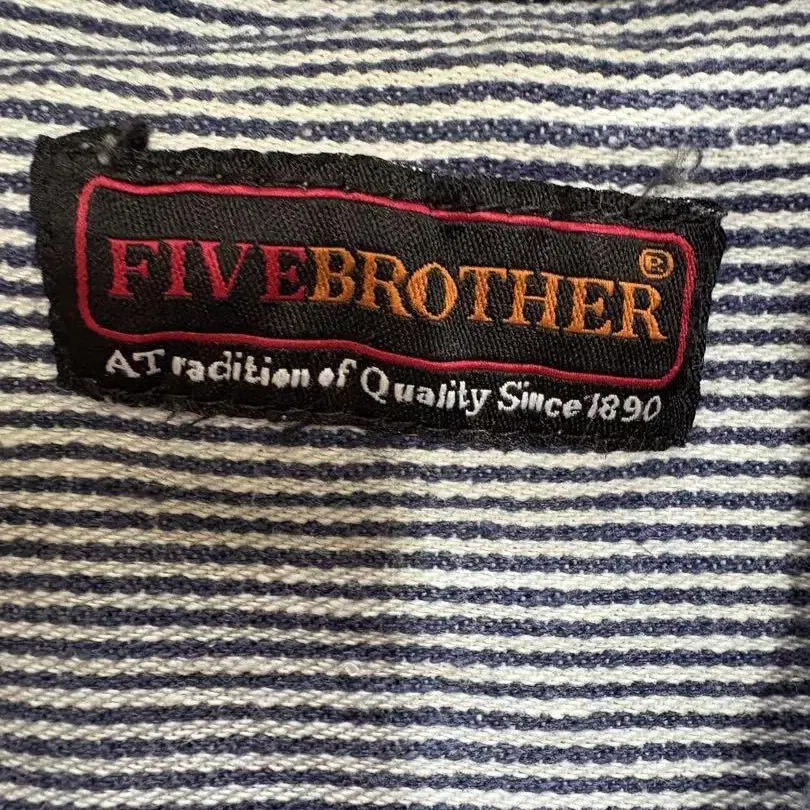 FIVEBROTHER®
A Tradition of Quality Since 1890